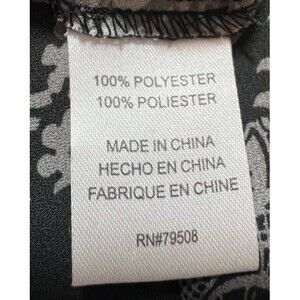 100% POLYESTER
100% POLIESTER
MADE IN CHINA
HECHO EN CHINA
FABRIQUE EN CHINE
RN#79508